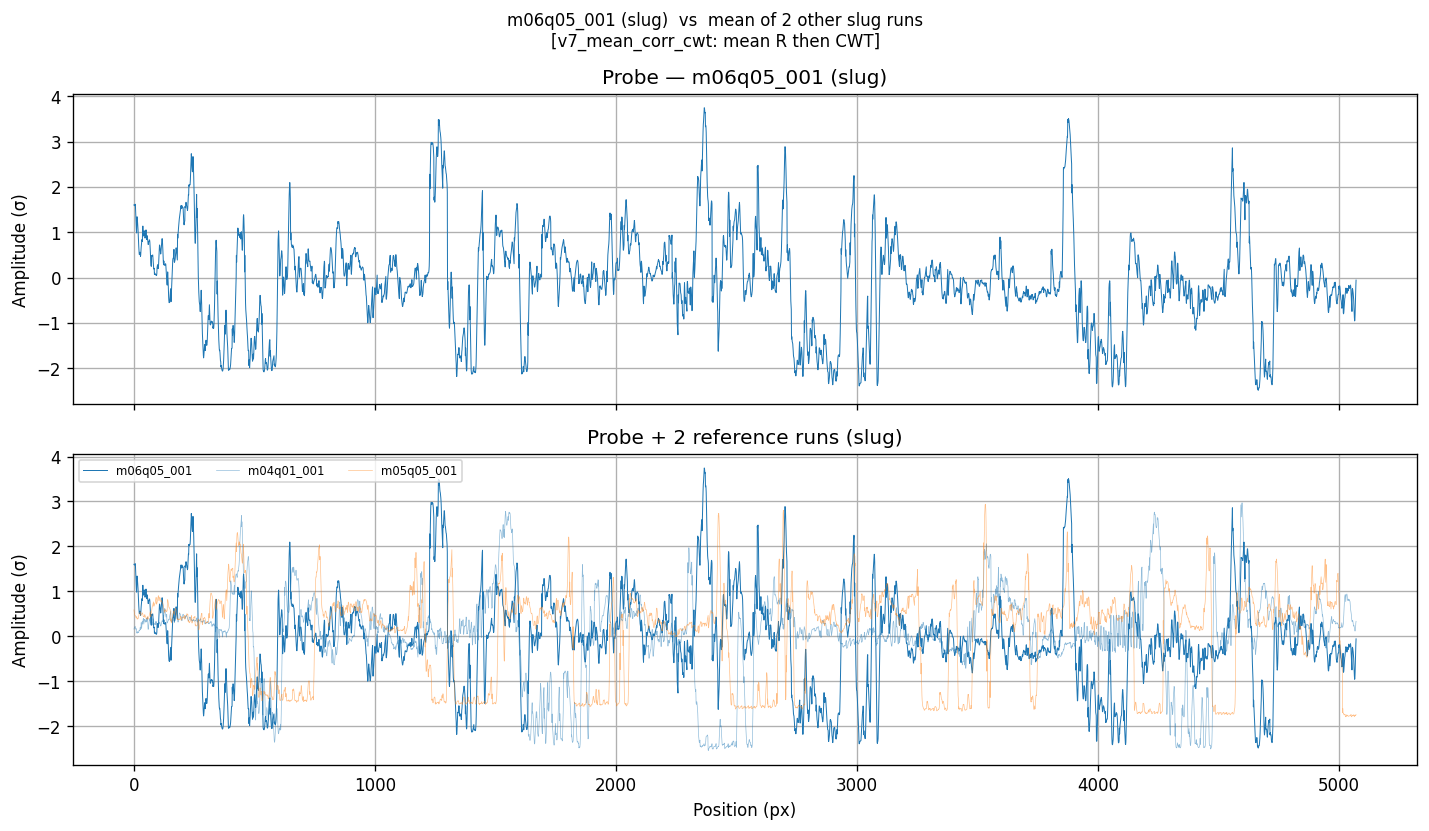 m06q05_001 (slug)  vs  mean of 2 other slug runs
[v7_mean_corr_cwt: mean R then CWT]
Probe — m06q05_001 (slug)
Amplitude (σ)
4
3
2
1
0
−1
−2
Probe + 2 reference runs (slug)
m06q05_001 m04q01_001 m05q05_001
Amplitude (σ)
4
3
2
1
0
−1
−2
0 1000 2000 3000 4000 5000
Position (px)